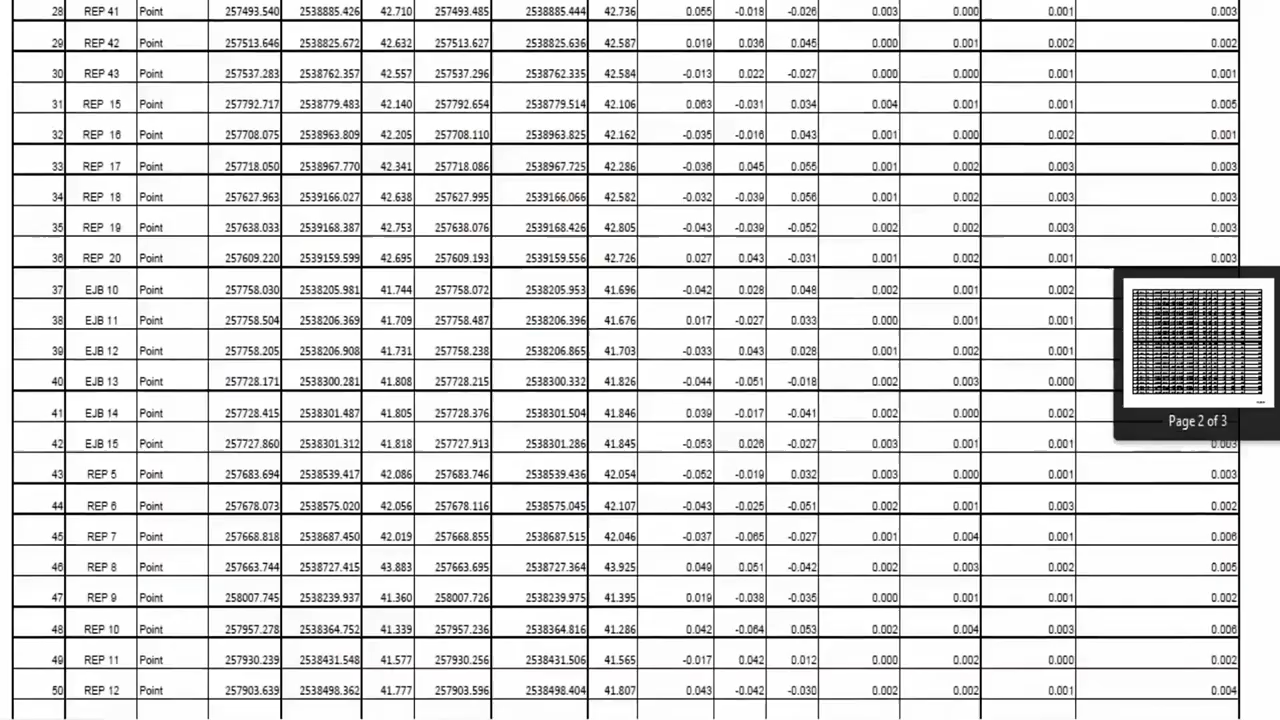 28 REP 41 Point 257493.540 2538885.426 42.710 257493.485 2538885.444 42.736 0.055 -0.018 -0.026 0.003 0.000 0.001 0.003
29 REP 42 Point 257513.646 2538825.672 42.632 257513.627 2538825.636 42.587 0.019 0.036 0.045 0.000 0.001 0.002 0.002
30 REP 43 Point 257537.283 2538762.357 42.557 257537.296 2538762.335 42.584 -0.013 0.022 -0.027 0.000 0.000 0.001 0.001
31 REP 15 Point 257792.717 2538779.483 42.140 257792.654 2538779.514 42.106 0.063 -0.031 0.034 0.004 0.001 0.001 0.005
32 REP 16 Point 257708.075 2538963.809 42.205 257708.110 2538963.825 42.162 -0.035 -0.016 0.043 0.001 0.000 0.002 0.001
33 REP 17 Point 257718.050 2538967.770 42.341 257718.086 2538967.725 42.286 -0.036 0.045 0.055 0.001 0.002 0.003 0.003
34 REP 18 Point 257627.963 2539166.027 42.638 257627.995 2539166.066 42.582 -0.032 -0.039 0.056 0.001 0.002 0.003 0.003
35 REP 19 Point 257638.033 2539168.387 42.753 257638.076 2539168.426 42.805 -0.043 -0.039 -0.052 0.002 0.002 0.003 0.003
36 REP 20 Point 257609.220 2539159.599 42.695 257609.193 2539159.556 42.726 0.027 0.043 -0.031 0.001 0.002 0.001 0.003
37 EJB 10 Point 257758.030 2538205.981 41.744 257758.072 2538205.953 41.696 -0.042 0.028 0.048 0.002 0.001 0.002
38 EJB 11 Point 257758.504 2538206.369 41.709 257758.487 2538206.396 41.676 0.017 -0.027 0.033 0.000 0.001 0.001
39 EJB 12 Point 257758.205 2538206.908 41.731 257758.238 2538206.865 41.703 -0.033 0.043 0.028 0.001 0.002 0.001
40 EJB 13 Point 257728.171 2538300.281 41.808 257728.215 2538300.332 41.826 -0.044 -0.051 -0.018 0.002 0.003 0.000
41 EJB 14 Point 257728.415 2538301.487 41.805 257728.376 2538301.504 41.846 0.039 -0.017 -0.041 0.002 0.000 0.002
Page 2 of 3
42 EJB 15 Point 257727.860 2538301.312 41.818 257727.913 2538301.286 41.845 -0.053 0.026 -0.027 0.003 0.001 0.001 0.003
43 REP 5 Point 257683.694 2538539.417 42.086 257683.746 2538539.436 42.054 -0.052 -0.019 0.032 0.003 0.000 0.001 0.003
44 REP 6 Point 257678.073 2538575.020 42.056 257678.116 2538575.045 42.107 -0.043 -0.025 -0.051 0.002 0.001 0.003 0.002
45 REP 7 Point 257668.818 2538687.450 42.019 257668.855 2538687.515 42.046 -0.037 -0.065 -0.027 0.001 0.004 0.001 0.006
46 REP 8 Point 257663.744 2538727.415 43.883 257663.695 2538727.364 43.925 0.049 0.051 -0.042 0.002 0.003 0.002 0.005
47 REP 9 Point 258007.745 2538239.937 41.360 258007.726 2538239.975 41.395 0.019 -0.038 -0.035 0.000 0.001 0.001 0.002
48 REP 10 Point 257957.278 2538364.752 41.339 257957.236 2538364.816 41.286 0.042 -0.064 0.053 0.002 0.004 0.003 0.006
49 REP 11 Point 257930.239 2538431.548 41.577 257930.256 2538431.506 41.565 -0.017 0.042 0.012 0.000 0.002 0.000 0.002
50 REP 12 Point 257903.639 2538498.362 41.777 257903.596 2538498.404 41.807 0.043 -0.042 -0.030 0.002 0.002 0.001 0.004